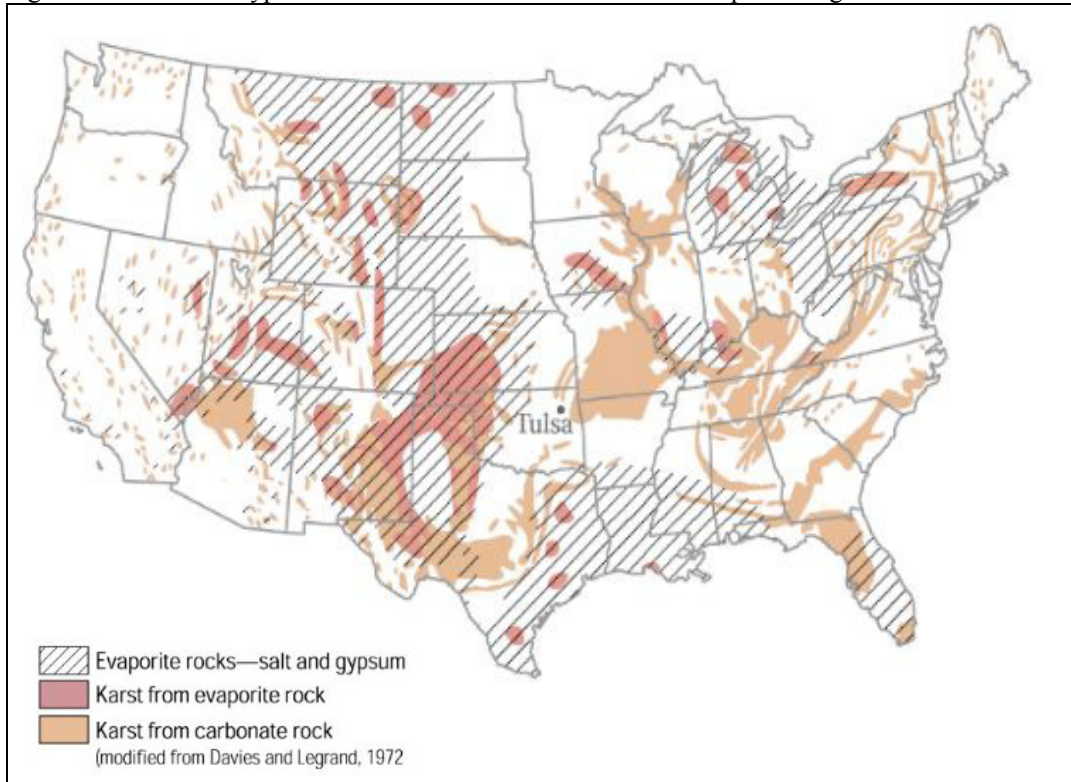 Tulsa
Evaporite rocks—salt and gypsum
Karst from evaporite rock
Karst from carbonate rock
(modified from Davies and Legrand, 1972